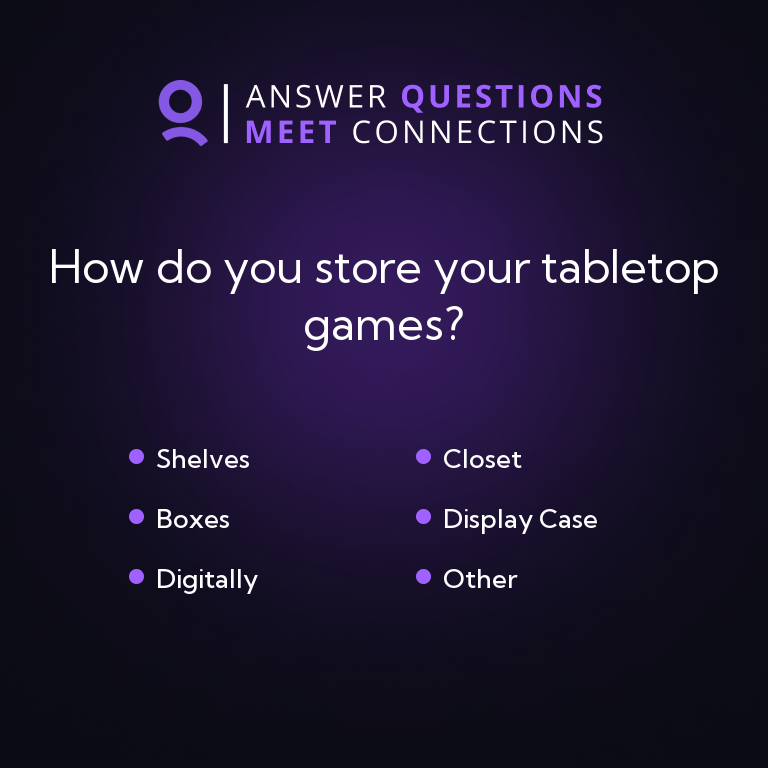 ANSWER QUESTIONS
MEET CONNECTIONS
How do you store your tabletop
games?
Shelves
Closet
Boxes
Display Case
Digitally
Other